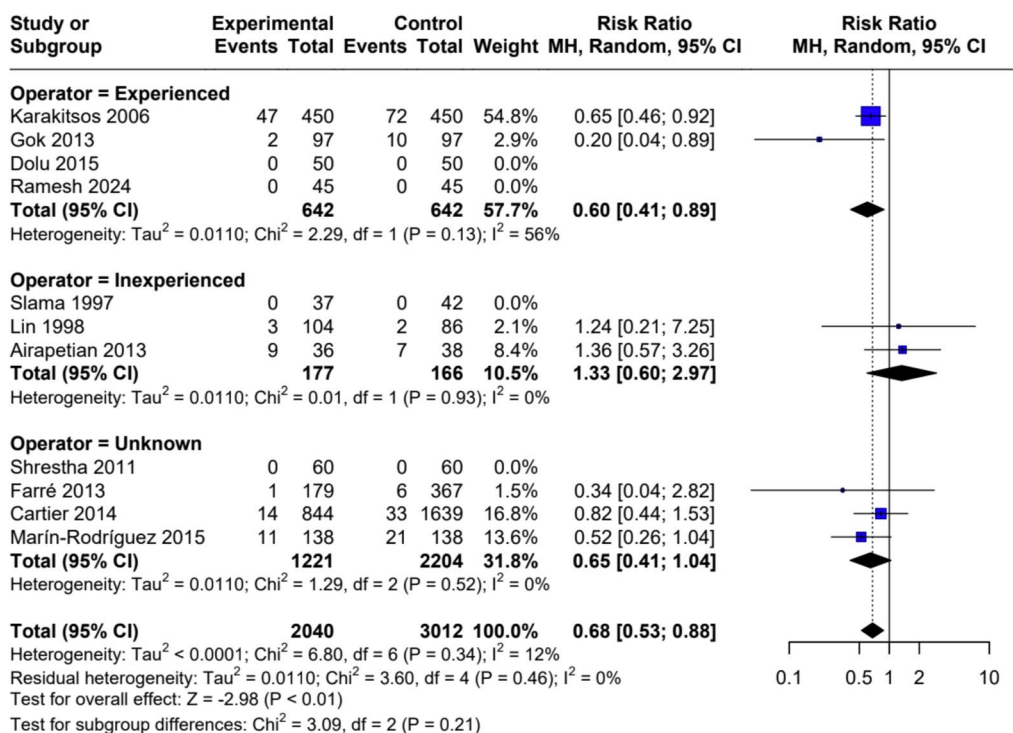 Study or Experimental Control Risk Ratio Risk Ratio
Subgroup Events Total Events Total Weight MH, Random, 95% CI MH, Random, 95% CI
Operator = Experienced
Karakitsos 2006 47 450 72 450 54.8% 0.65 [0.46; 0.92]
Gok 2013 2 97 10 97 2.9% 0.20 [0.04; 0.89]
Dolu 2015 0 50 0 50 0.0%
Ramesh 2024 0 45 0 45 0.0%
Total (95% CI) 642 642 57.7% 0.60 [0.41; 0.89]
Heterogeneity: Tau² = 0.0110; Chi² = 2.29, df = 1 (P = 0.13); I² = 56%
Operator = Inexperienced
Slama 1997 0 37 0 42 0.0%
Lin 1998 3 104 2 86 2.1% 1.24 [0.21; 7.25]
Airapetian 2013 9 36 7 38 8.4% 1.36 [0.57; 3.26]
Total (95% CI) 177 166 10.5% 1.33 [0.60; 2.97]
Heterogeneity: Tau² = 0.0110; Chi² = 0.01, df = 1 (P = 0.93); I² = 0%
Operator = Unknown
Shrestha 2011 0 60 0 60 0.0%
Farré 2013 1 179 6 367 1.5% 0.34 [0.04; 2.82]
Cartier 2014 14 844 33 1639 16.8% 0.82 [0.44; 1.53]
Marín-Rodríguez 2015 11 138 21 138 13.6% 0.52 [0.26; 1.04]
Total (95% CI) 1221 2204 31.8% 0.65 [0.41; 1.04]
Heterogeneity: Tau² = 0.0110; Chi² = 1.29, df = 2 (P = 0.52); I² = 0%
Total (95% CI) 2040 3012 100.0% 0.68 [0.53; 0.88]
Heterogeneity: Tau² < 0.0001; Chi² = 6.80, df = 6 (P = 0.34); I² = 12%
Residual heterogeneity: Tau² = 0.0110; Chi² = 3.60, df = 4 (P = 0.46); I² = 0%
0.1 0.5 1 2 10
Test for overall effect: Z = -2.98 (P < 0.01)
Test for subgroup differences: Chi² = 3.09, df = 2 (P = 0.21)